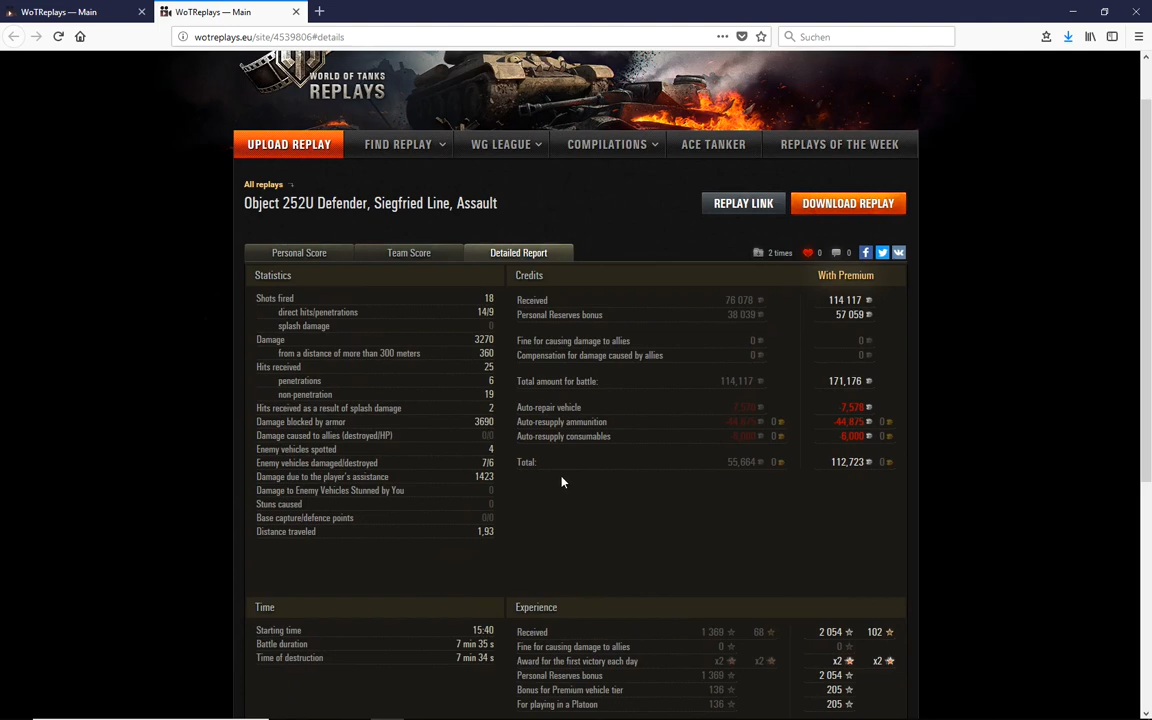 WoTReplays — Main
WoTReplays — Main
wotreplays.eu/site/4539806#details
Suchen
WORLD OF TANKS
REPLAYS
UPLOAD REPLAY
FIND REPLAY
WG LEAGUE
COMPILATIONS
ACE TANKER
REPLAYS OF THE WEEK
All replays
Object 252U Defender, Siegfried Line, Assault
REPLAY LINK
DOWNLOAD REPLAY
Personal Score
Team Score
Detailed Report
2 times
0
0
Statistics
Credits
With Premium
Shots fired 18
direct hits/penetrations 14/9
splash damage 0
Damage 3270
from a distance of more than 300 meters 360
Hits received 25
penetrations 6
non-penetration 19
Hits received as a result of splash damage 2
Damage blocked by armor 3690
Damage caused to allies (destroyed/HP) 0/0
Enemy vehicles spotted 4
Enemy vehicles damaged/destroyed 7/6
Damage due to the player's assistance 1423
Damage to Enemy Vehicles Stunned by You 0
Stuns caused 0
Base capture/defence points 0/0
Distance traveled 1,93
Received 76 078 114 117
Personal Reserves bonus 38 039 57 059
Fine for causing damage to allies 0 0
Compensation for damage caused by allies 0 0
Total amount for battle: 114,117 171,176
Auto-repair vehicle
Auto-resupply ammunition -44,875 0 -44,875 0
Auto-resupply consumables 0 0
Total: 55,664 0 112,723 0
Time
Experience
Starting time 15:40
Battle duration 7 min 35 s
Time of destruction 7 min 34 s
Received 1 369 68 2 054 102
Fine for causing damage to allies 0 0
Award for the first victory each day x2 x2 x2 x2
Personal Reserves bonus 1 369 2 054
Bonus for Premium vehicle tier 136 205
For playing in a Platoon 136 205